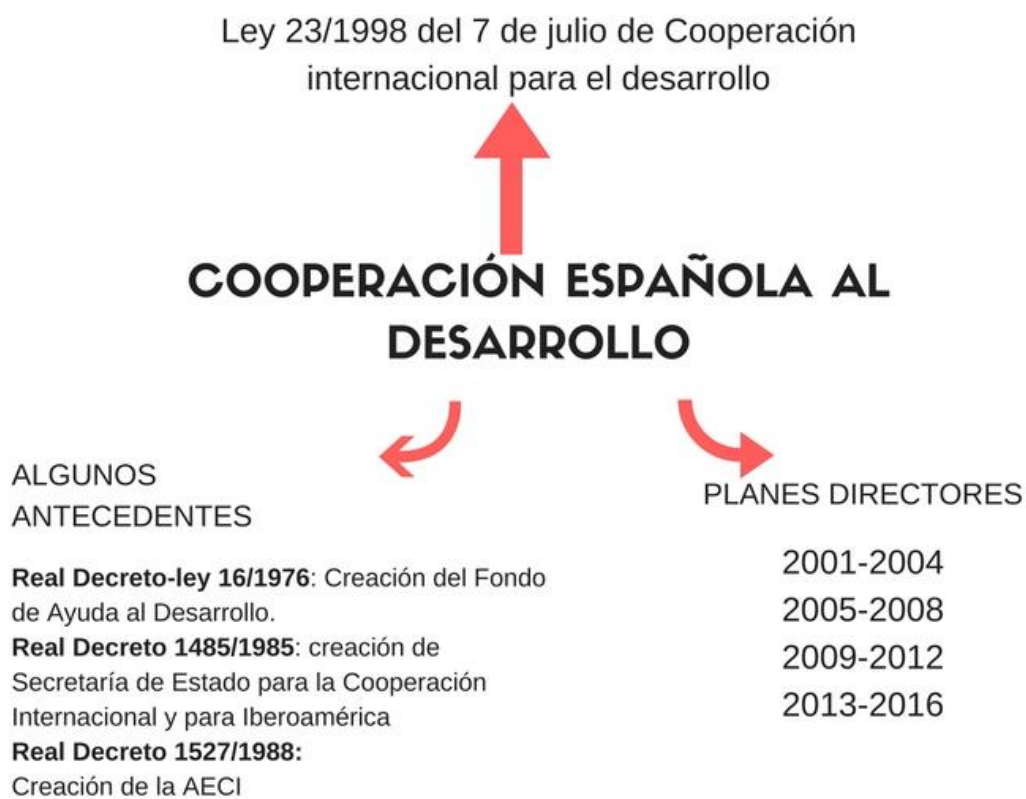 Ley 23/1998 del 7 de julio de Cooperación
internacional para el desarrollo
COOPERACIÓN ESPAÑOLA AL
DESARROLLO
ALGUNOS
ANTECEDENTES
Real Decreto-ley 16/1976: Creación del Fondo
de Ayuda al Desarrollo.
Real Decreto 1485/1985: creación de
Secretaría de Estado para la Cooperación
Internacional y para Iberoamérica
Real Decreto 1527/1988:
Creación de la AECI
PLANES DIRECTORES
2001-2004
2005-2008
2009-2012
2013-2016